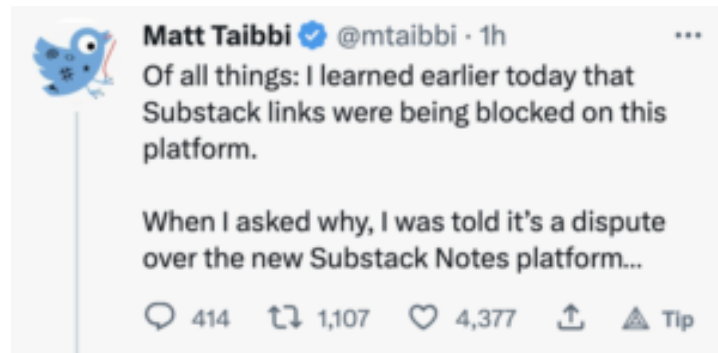 Matt Taibbi @mtaibbi · 1h
Of all things: I learned earlier today that
Substack links were being blocked on this
platform.
When I asked why, I was told it's a dispute
over the new Substack Notes platform...
414 1,107 4,377 Tip